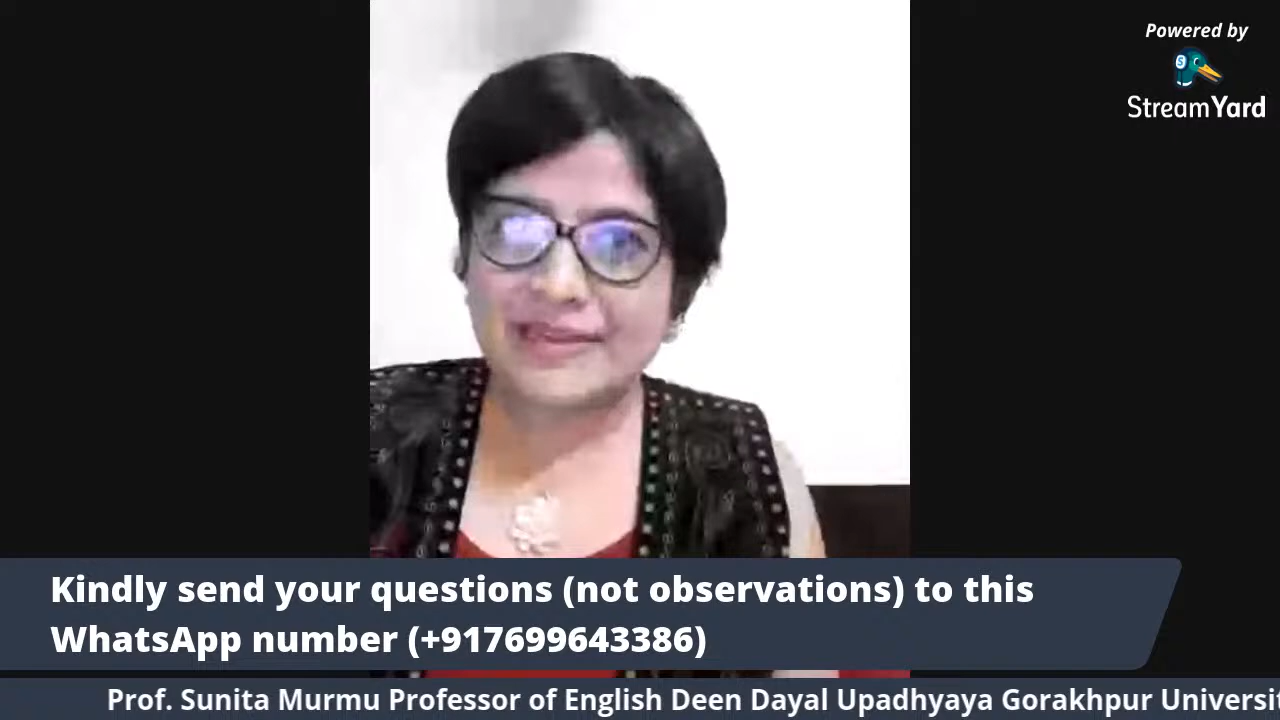 Powered by
StreamYard
Kindly send your questions (not observations) to this
WhatsApp number (+917699643386)
Prof. Sunita Murmu Professor of English Deen Dayal Upadhyaya Gorakhpur Universit